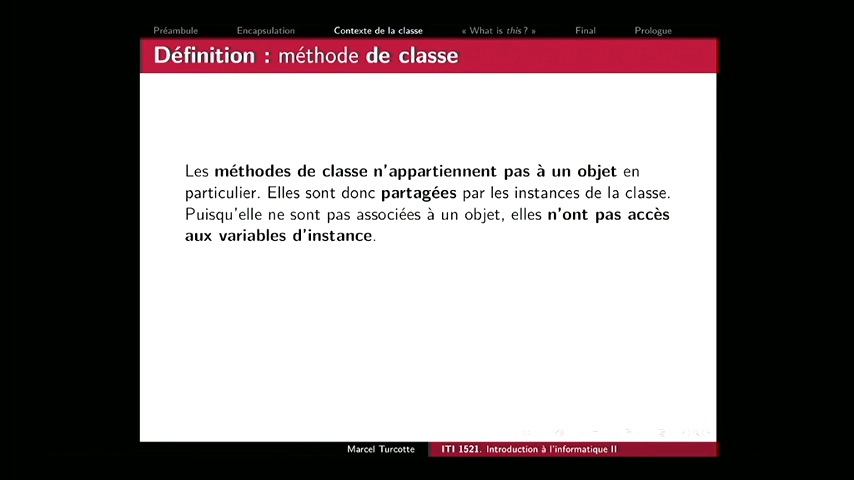 Préambule Encapsulation Contexte de la classe « What is this ? » Final Prologue
Définition : méthode de classe
Les méthodes de classe n'appartiennent pas à un objet en
particulier. Elles sont donc partagées par les instances de la classe.
Puisqu'elle ne sont pas associées à un objet, elles n'ont pas accès
aux variables d'instance.
Marcel Turcotte ITI 1521. Introduction à l'informatique II